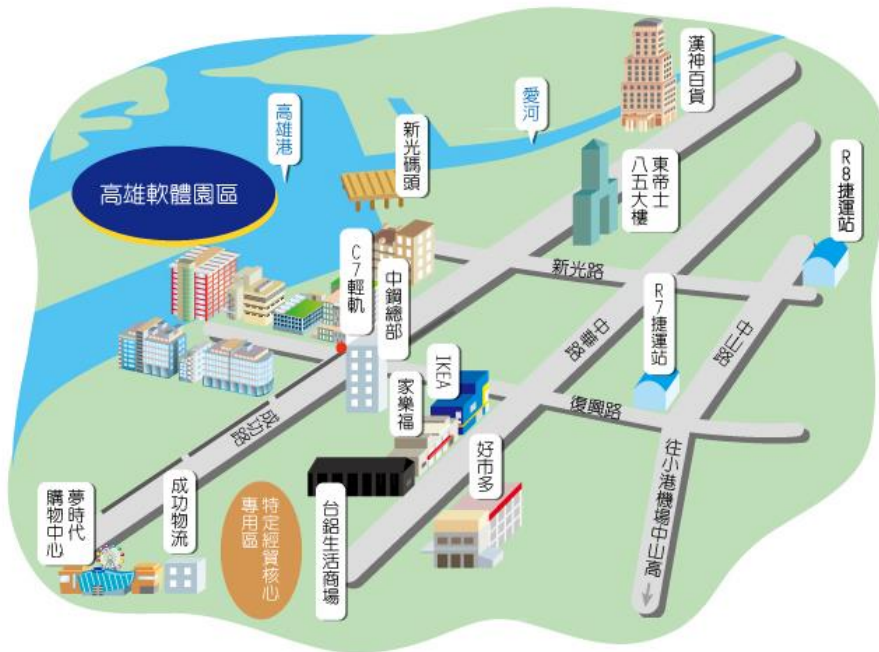 漢神百貨
愛河
高雄港
新光碼頭
高雄軟體園區
東帝士
八五大樓
R8捷運站
新光路
C7輕軌
中鋼總部
R7捷運站
中山路
中華路
IKEA
家樂福
復興路
成功路
好市多
夢時代
購物中心
成功物流
特定經貿核心
專用區
台鋁生活商場
往小港機場中山高